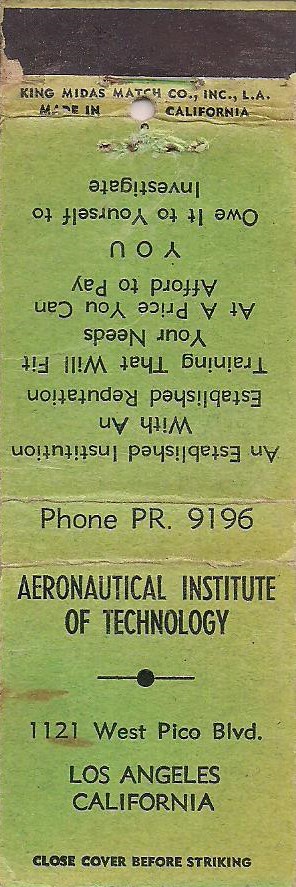 KING MIDAS MATCH CO., INC., L.A.
MADE IN CALIFORNIA
An Established Institution
With An
Established Reputation
Training That Will Fit
Your Needs
At A Price You Can
Afford to Pay
YOU
Owe It to Yourself to
Investigate
Phone PR. 9196
AERONAUTICAL INSTITUTE
OF TECHNOLOGY
1121 West Pico Blvd.
LOS ANGELES
CALIFORNIA
CLOSE COVER BEFORE STRIKING